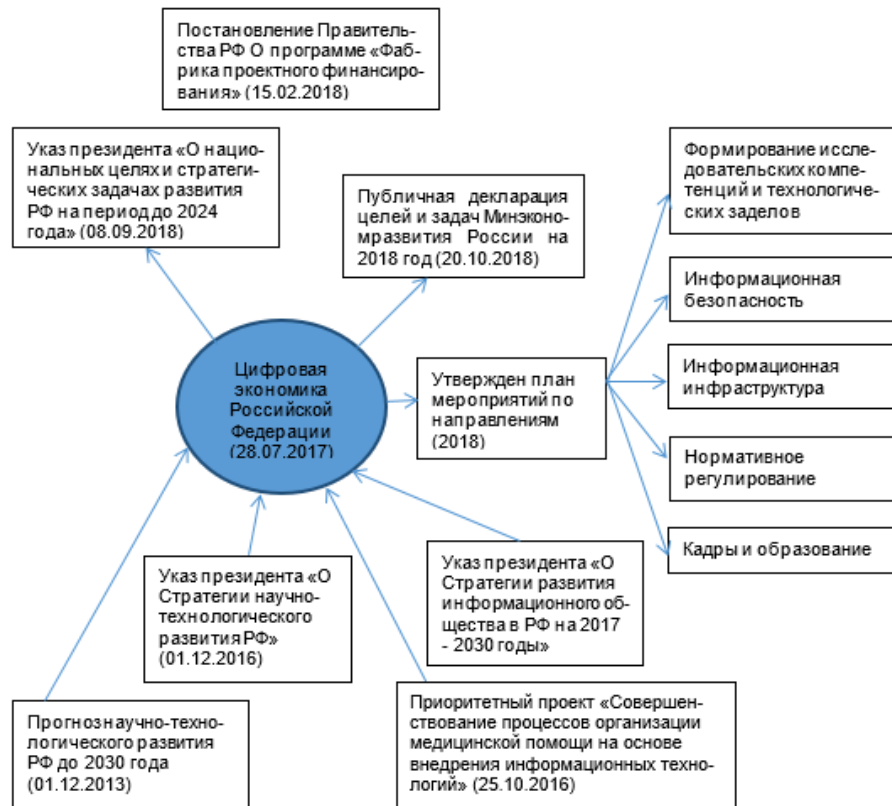 Постановление Правитель-
ства РФ О программе «Фаб-
рика проектного финансиро-
вания» (15.02.2018)
Указ президента «О нацио-
нальных целях и стратеги-
ческих задачах развития
РФ на период до 2024
года» (08.09.2018)
Публичная декларация
целей и задач Минэконо-
мразвития России на
2018 год (20.10.2018)
Формирование иссле-
довательских компе-
тенций и технологиче-
ских заделов
Информационная
безопасность
Цифровая
экономика
Российской
Федерации
(28.07.2017)
Утвержден план
мероприятий по
направлениям
(2018)
Информационная
инфраструктура
Нормативное
регулирование
Кадры и образование
Указ президента «О
Стратегии научно-
технологического
развития РФ»
(01.12.2016)
Указ президента «О
Стратегии развития
информационного об-
щества в РФ на 2017
- 2030 годы»
Прогноз научно-техно-
логического развития
РФ до 2030 года
(01.12.2013)
Приоритетный проект «Совершен-
ствование процессов организации
медицинской помощи на основе
внедрения информационных техно-
логий» (25.10.2016)